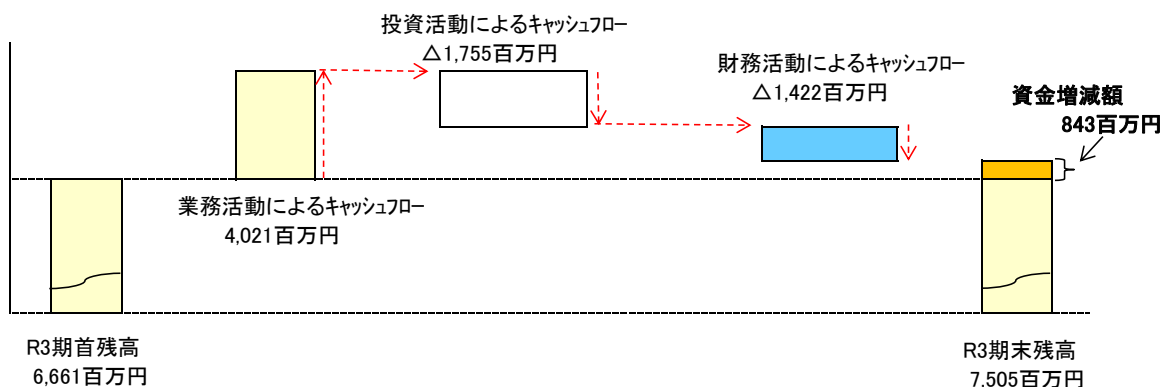 投資活動によるキャッシュフロー
△1,755百万円
財務活動によるキャッシュフロー
△1,422百万円
資金増減額
843百万円
業務活動によるキャッシュフロー
4,021百万円
R3期首残高
6,661百万円
R3期末残高
7,505百万円